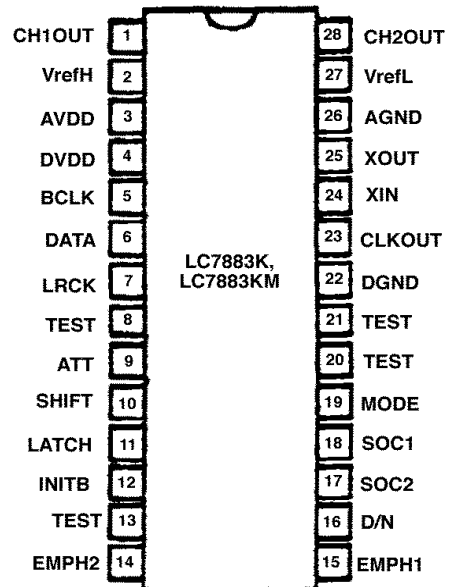 CH1OUT 1 28 CH2OUT
VrefH 2 27 VrefL
AVDD 3 26 AGND
DVDD 4 25 XOUT
BCLK 5 24 XIN
DATA 6 23 CLKOUT
LC7883K,
LC7883KM
LRCK 7 22 DGND
TEST 8 21 TEST
ATT 9 20 TEST
SHIFT 10 19 MODE
LATCH 11 18 SOC1
INITB 12 17 SOC2
TEST 13 16 D/N
EMPH2 14 15 EMPH1